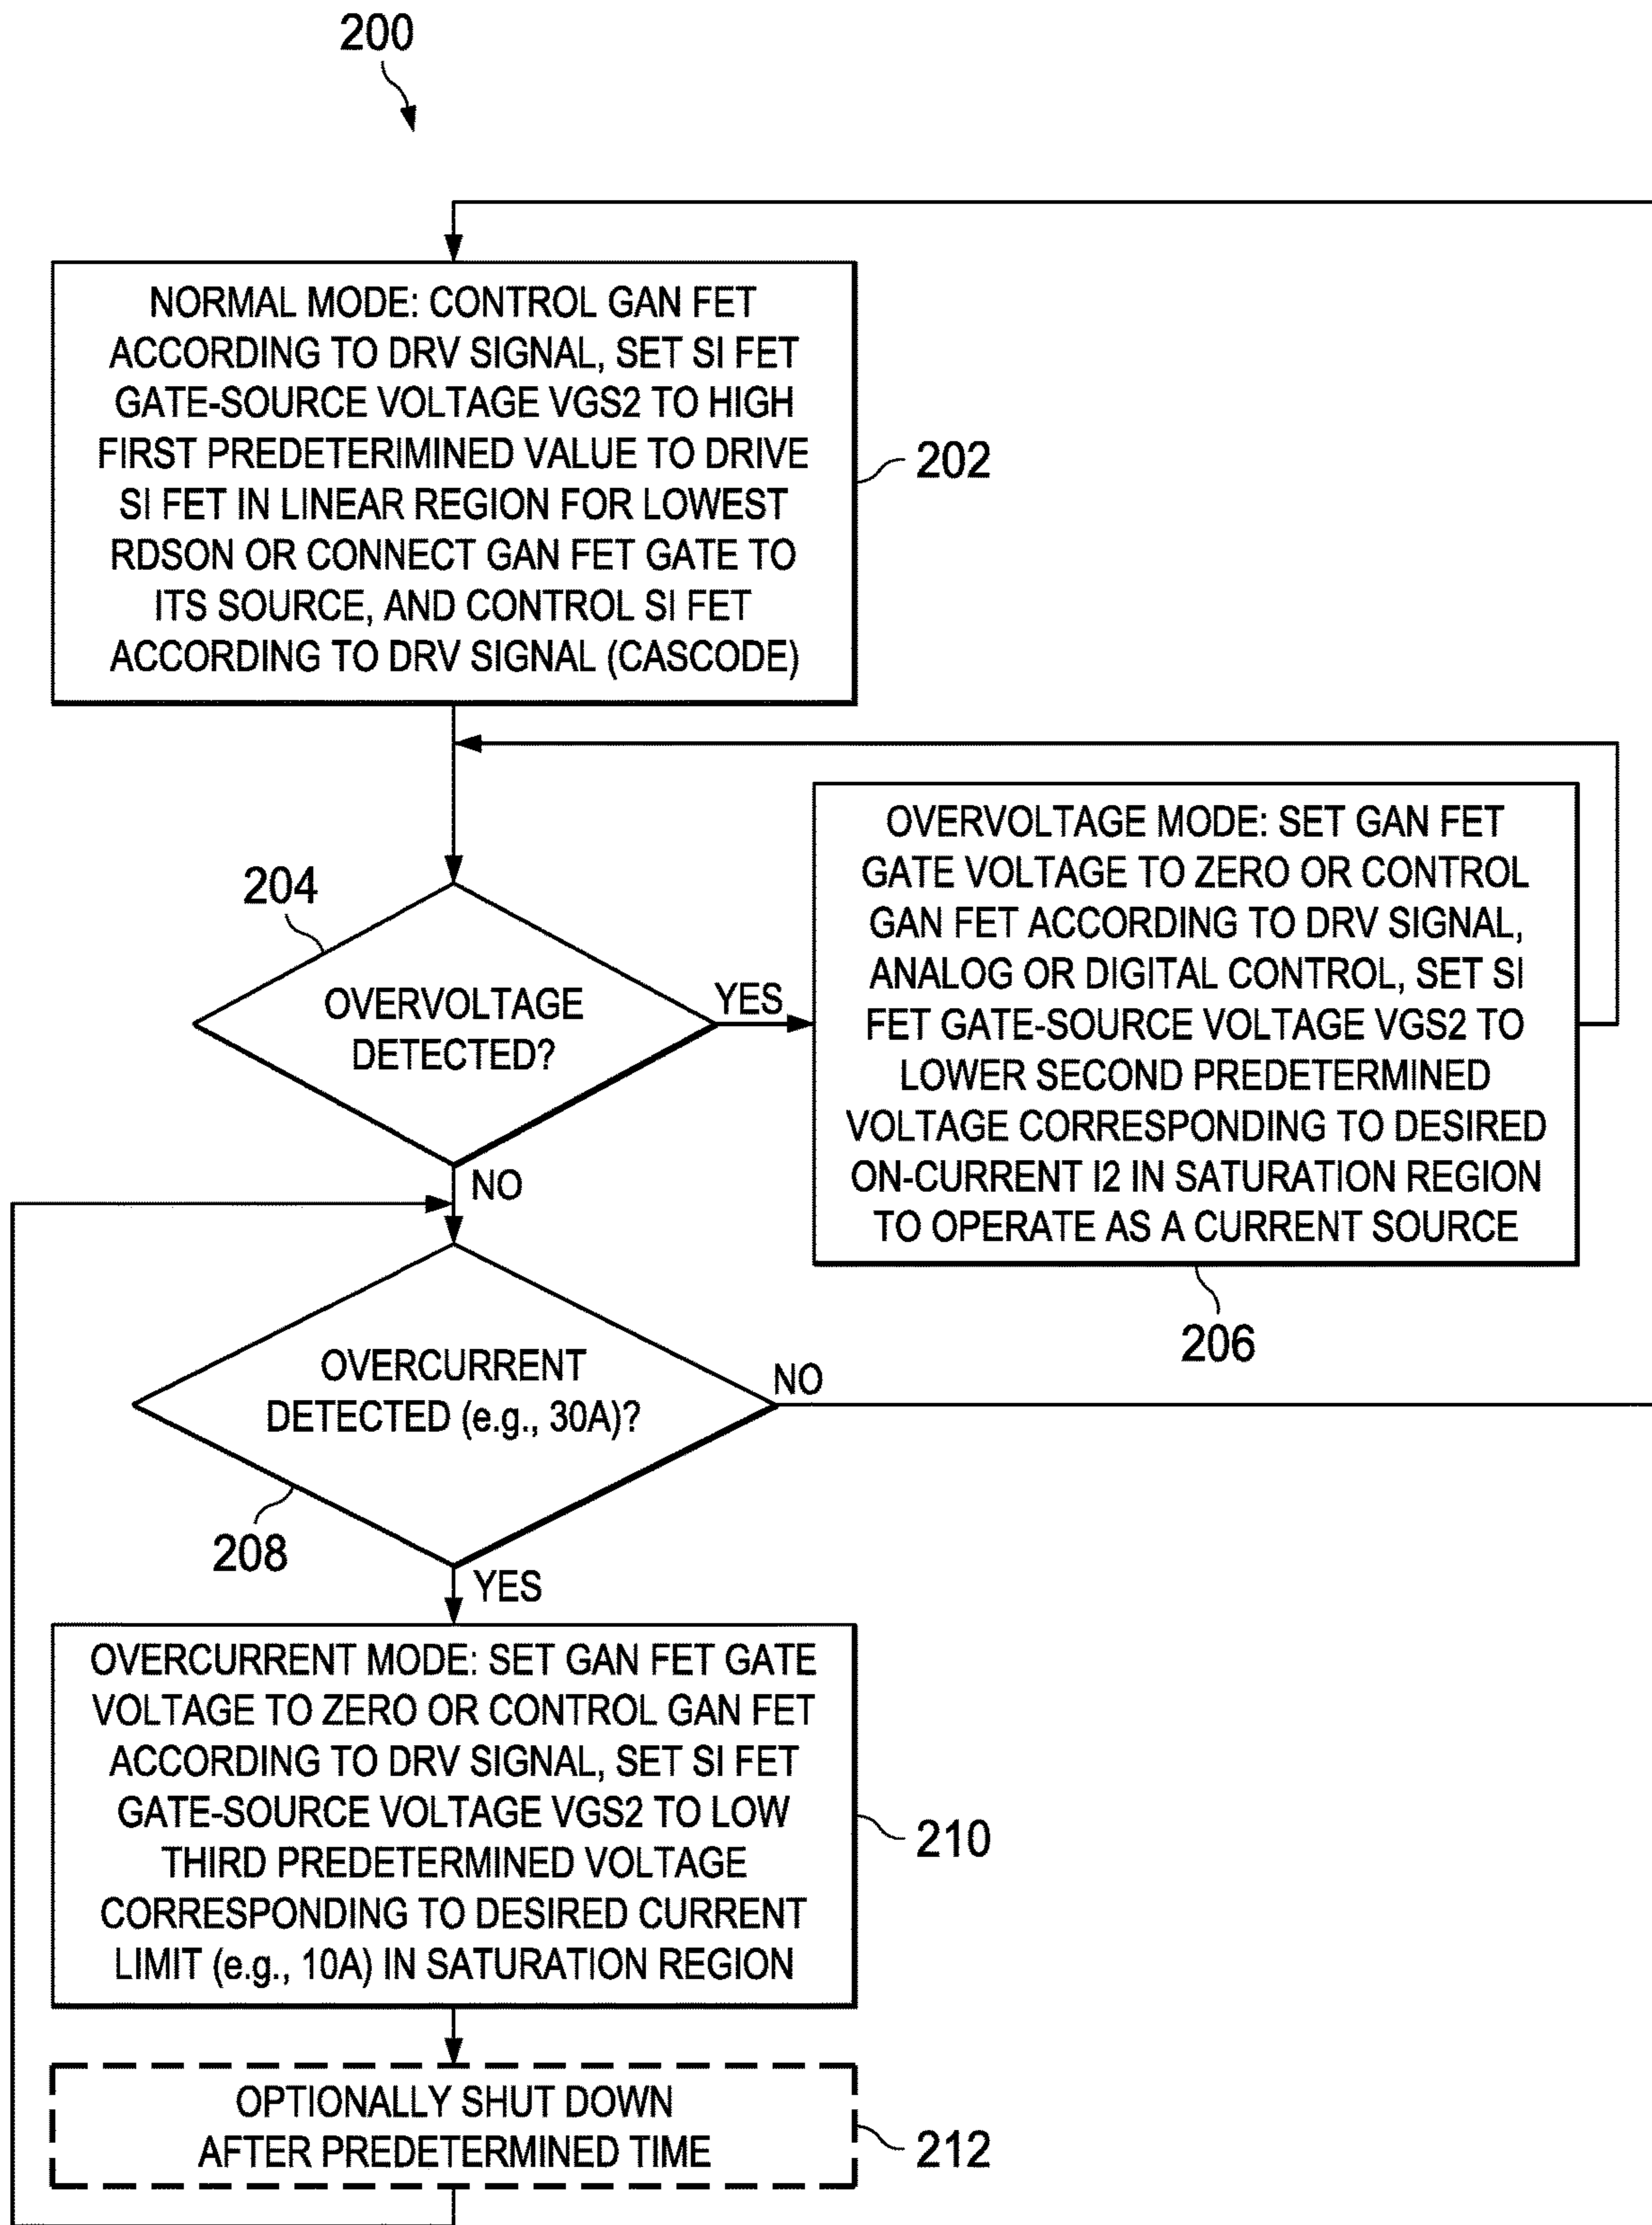 200
NORMAL MODE: CONTROL GAN FET
ACCORDING TO DRV SIGNAL, SET SI FET
GATE-SOURCE VOLTAGE VGS2 TO HIGH
FIRST PREDETERIMINED VALUE TO DRIVE
SI FET IN LINEAR REGION FOR LOWEST
RDSON OR CONNECT GAN FET GATE TO
ITS SOURCE, AND CONTROL SI FET
ACCORDING TO DRV SIGNAL (CASCODE)
202
204
OVERVOLTAGE
DETECTED?
YES
NO
OVERVOLTAGE MODE: SET GAN FET
GATE VOLTAGE TO ZERO OR CONTROL
GAN FET ACCORDING TO DRV SIGNAL,
ANALOG OR DIGITAL CONTROL, SET SI
FET GATE-SOURCE VOLTAGE VGS2 TO
LOWER SECOND PREDETERMINED
VOLTAGE CORRESPONDING TO DESIRED
ON-CURRENT I2 IN SATURATION REGION
TO OPERATE AS A CURRENT SOURCE
206
OVERCURRENT
DETECTED (e.g., 30A)?
NO
208
YES
OVERCURRENT MODE: SET GAN FET GATE
VOLTAGE TO ZERO OR CONTROL GAN FET
ACCORDING TO DRV SIGNAL, SET SI FET
GATE-SOURCE VOLTAGE VGS2 TO LOW
THIRD PREDETERMINED VOLTAGE
CORRESPONDING TO DESIRED CURRENT
LIMIT (e.g., 10A) IN SATURATION REGION
210
OPTIONALLY SHUT DOWN
AFTER PREDETERMINED TIME
212